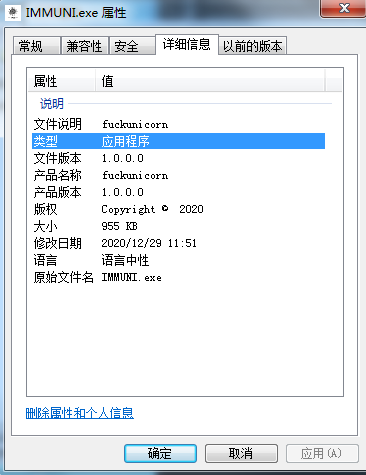 IMMUNI.exe 属性
常规 兼容性 安全 详细信息 以前的版本
属性 值
说明
文件说明 fuckunicorn
类型 应用程序
文件版本 1.0.0.0
产品名称 fuckunicorn
产品版本 1.0.0.0
版权 Copyright © 2020
大小 955 KB
修改日期 2020/12/29 11:51
语言 语言中性
原始文件名 IMMUNI.exe
删除属性和个人信息
确定 取消 应用(A)